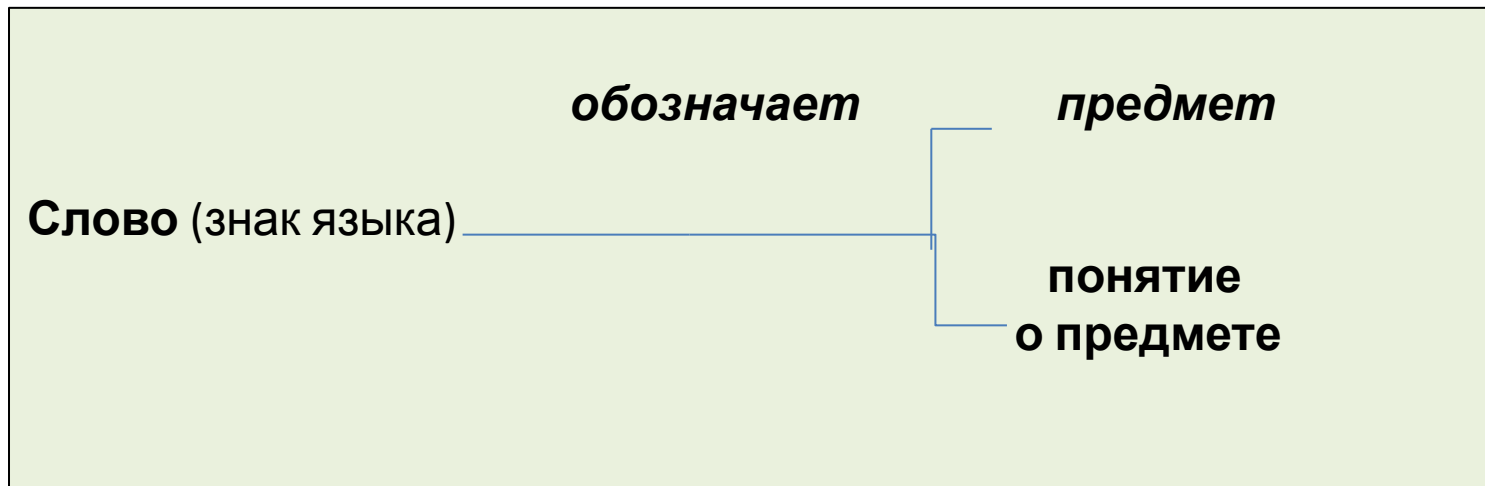 обозначает предмет
Слово (знак языка)
понятие
о предмете